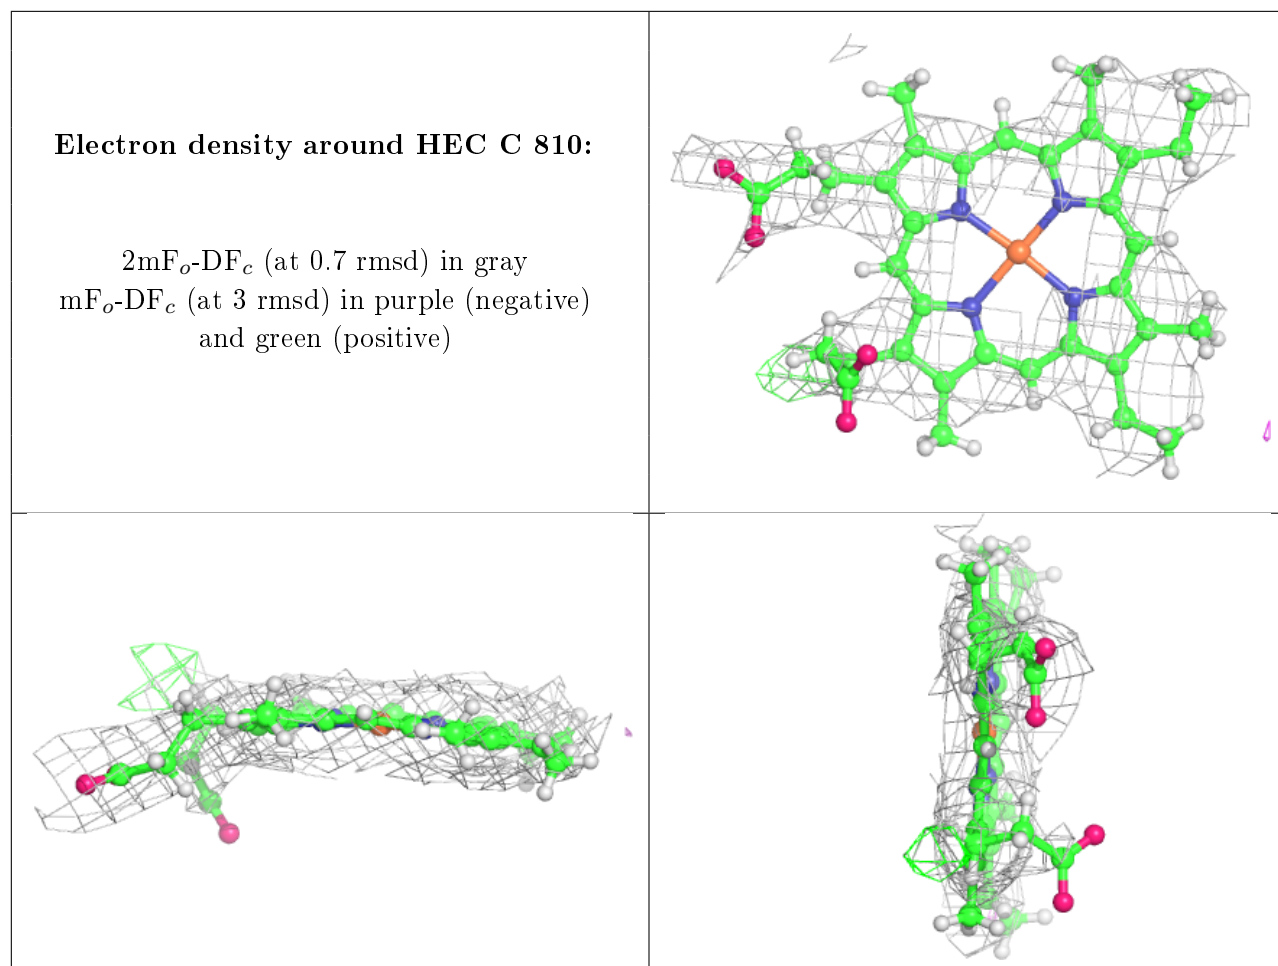 Electron density around HEC C 810:
2mFₒ-DF𝒸 (at 0.7 rmsd) in gray
mFₒ-DF𝒸 (at 3 rmsd) in purple (negative)
and green (positive)